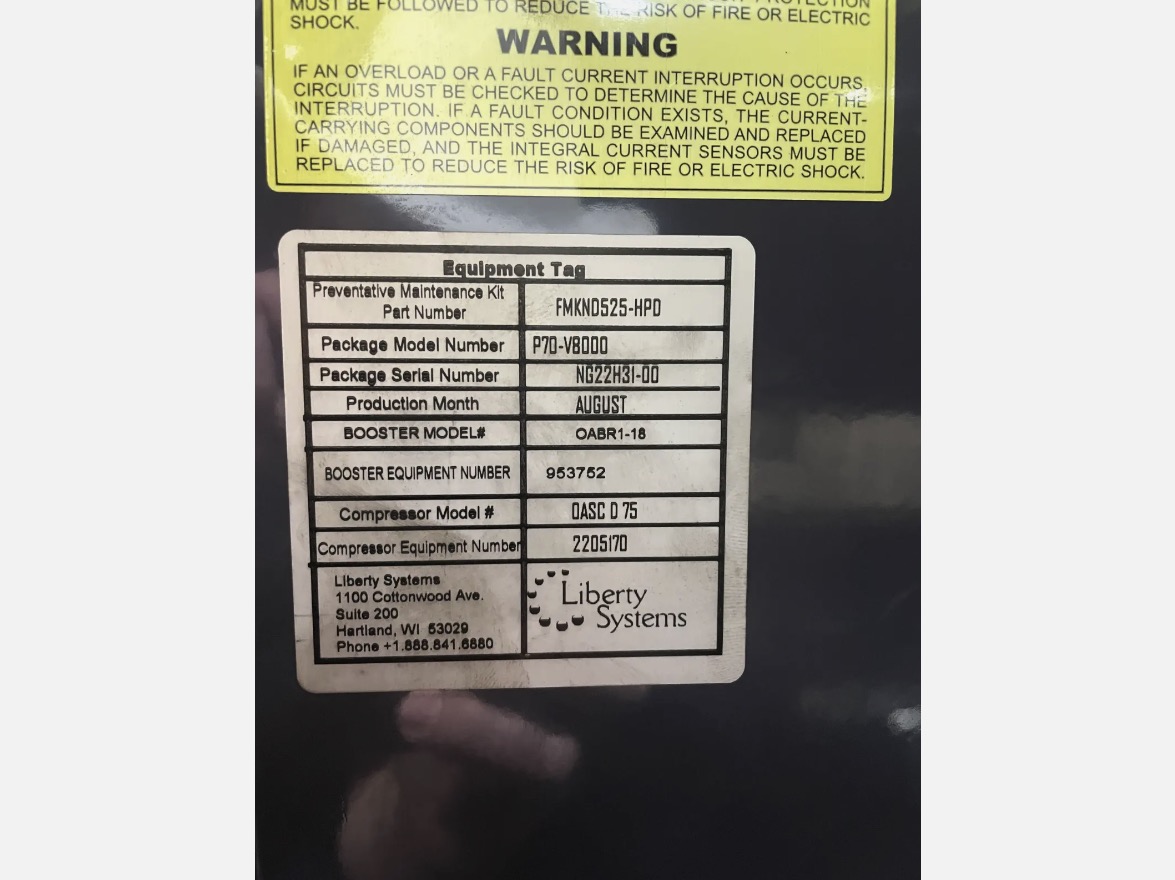 MUST BE FOLLOWED TO REDUCE THE RISK OF FIRE OR ELECTRIC
SHOCK.
WARNING
IF AN OVERLOAD OR A FAULT CURRENT INTERRUPTION OCCURS,
CIRCUITS MUST BE CHECKED TO DETERMINE THE CAUSE OF THE
INTERRUPTION. IF A FAULT CONDITION EXISTS, THE CURRENT-
CARRYING COMPONENTS SHOULD BE EXAMINED AND REPLACED
IF DAMAGED, AND THE INTEGRAL CURRENT SENSORS MUST BE
REPLACED TO REDUCE THE RISK OF FIRE OR ELECTRIC SHOCK.
Equipment Tag
Preventative Maintenance Kit
Part Number
FMKND525-HPD
Package Model Number P70-V8000
Package Serial Number NG22H31-00
Production Month AUGUST
BOOSTER MODEL# OABR1-18
BOOSTER EQUIPMENT NUMBER 953752
Compressor Model # OASC D 75
Compressor Equipment Number 2205170
Liberty Systems
1100 Cottonwood Ave.
Suite 200
Hartland, WI 53029
Phone +1.888.841.6880
Liberty
Systems